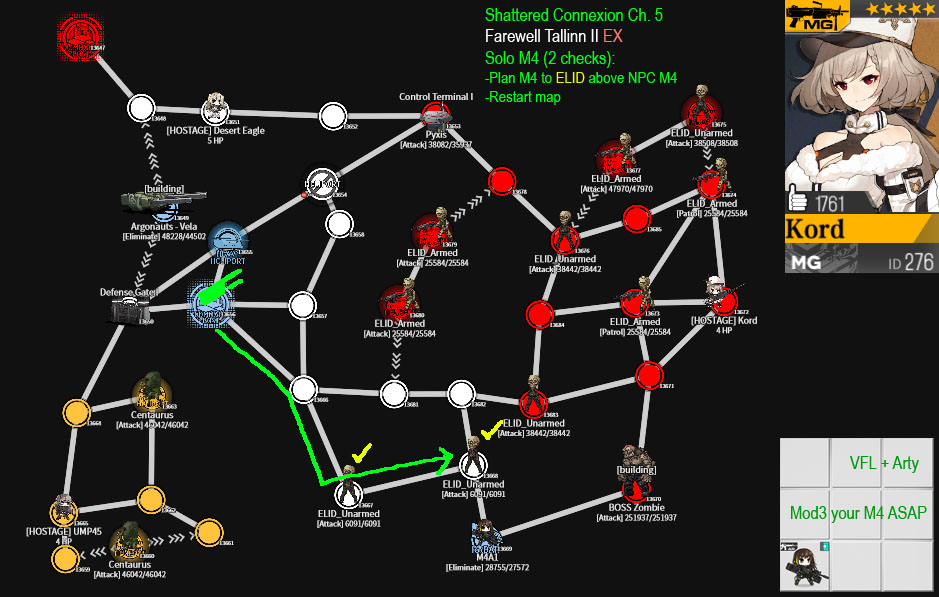 Shattered Connexion Ch. 5
Farewell Tallinn II EX
Solo M4 (2 checks):
-Plan M4 to ELID above NPC M4
-Restart map
MG
1761
Kord
MG ID 276
13647
13648
[HOSTAGE] Desert Eagle
5 HP
13651
13652
Control Terminal I
Pyxis
13653
[Attack] 38082/35937
ELID_Unarmed
13675
[Attack] 38508/38508
ELID_Armed
13677
[Attack] 47970/47970
ELID_Armed
13674
[Patrol] 25584/25584
[building]
13649
Argonauts - Vela
[Eliminate] 48228/44502
13654
13678
13658
13685
13655
ELID_Armed
13679
[Attack] 25584/25584
ELID_Unarmed
13676
[Attack] 38442/38442
Defense Gate
13650
13656
13657
ELID_Armed
13680
[Attack] 25584/25584
13684
ELID_Armed
13673
[Patrol] 25584/25584
[HOSTAGE] Kord
13672
4 HP
13671
13666
13681
13682
ELID_Unarmed
13683
[Attack] 38442/38442
Centaurus
13663
[Attack] 46042/46042
13664
ELID_Unarmed
13667
[Attack] 6091/6091
ELID_Unarmed
13668
[Attack] 6091/6091
[building]
13670
BOSS Zombie
[Attack] 251937/251937
[HOSTAGE] UMP45
13665
4 HP
13661
Centaurus
13660
[Attack] 46042/46042
13659
M4A1
13669
[Eliminate] 28755/27572
VFL + Arty
Mod3 your M4 ASAP